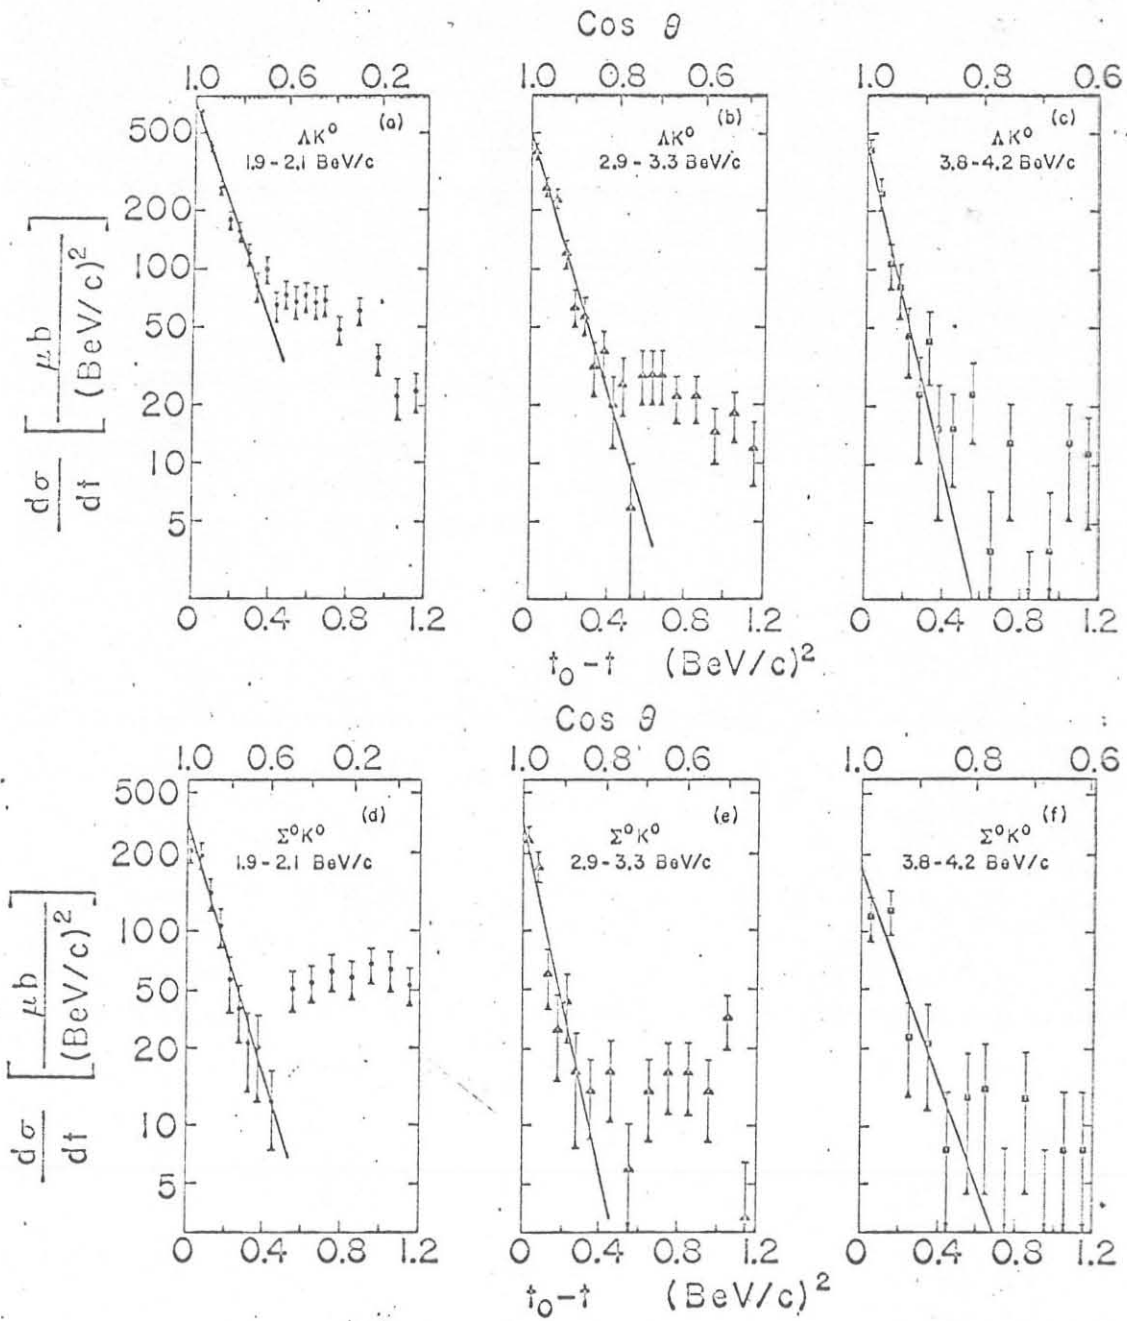 Cos θ
1.0 0.6 0.2 1.0 0.8 0.6 1.0 0.8 0.6
(a) (b) (c)
ΛK⁰ ΛK⁰ ΛK⁰
1.9-2.1 BeV/c 2.9-3.3 BeV/c 3.8-4.2 BeV/c
500
200
100
50
20
10
5
dσ/dt [μb/(BeV/c)²]
0 0.4 0.8 1.2 0 0.4 0.8 1.2 0 0.4 0.8 1.2
t₀-t (BeV/c)²
Cos θ
1.0 0.6 0.2 1.0 0.8 0.6 1.0 0.8 0.6
(d) (e) (f)
Σ⁰K⁰ Σ⁰K⁰ Σ⁰K⁰
1.9-2.1 BeV/c 2.9-3.3 BeV/c 3.8-4.2 BeV/c
500
200
100
50
20
10
5
dσ/dt [μb/(BeV/c)²]
0 0.4 0.8 1.2 0 0.4 0.8 1.2 0 0.4 0.8 1.2
t₀-t (BeV/c)²